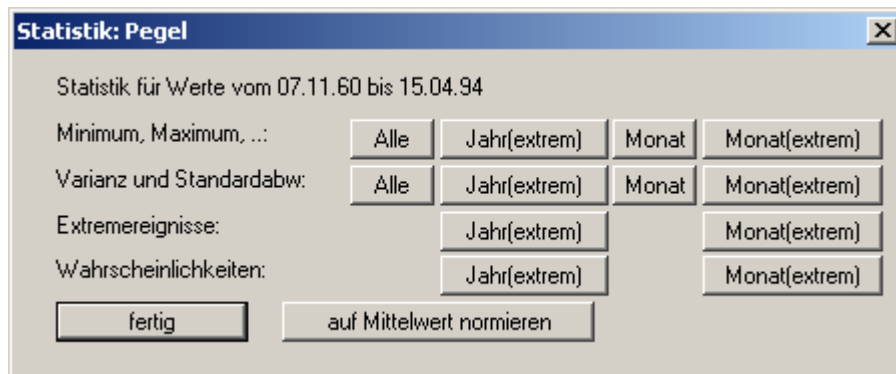 Statistik: Pegel
Statistik für Werte vom 07.11.60 bis 15.04.94
Minimum, Maximum, ..: Alle Jahr(extrem) Monat Monat(extrem)
Varianz und Standardabw: Alle Jahr(extrem) Monat Monat(extrem)
Extremereignisse: Jahr(extrem) Monat(extrem)
Wahrscheinlichkeiten: Jahr(extrem) Monat(extrem)
fertig auf Mittelwert normieren